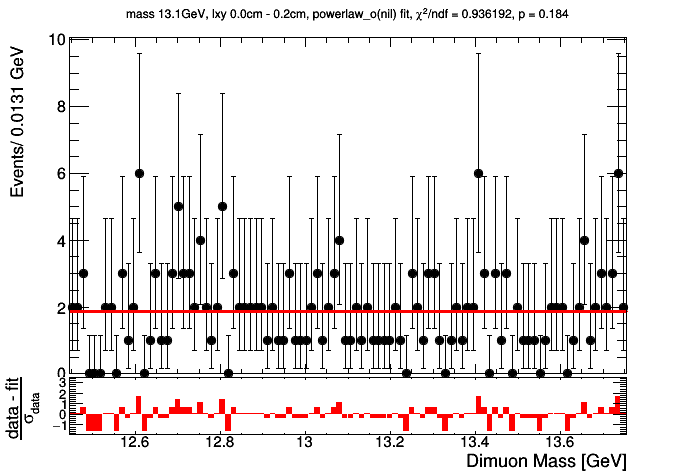 mass 13.1GeV, lxy 0.0cm - 0.2cm, powerlaw_o(nil) fit, χ²/ndf = 0.936192, p = 0.184
Events/ 0.0131 GeV
10
8
6
4
2
0
data - fit
σdata
3
2
1
0
−1
12.6 12.8 13 13.2 13.4 13.6
Dimuon Mass [GeV]